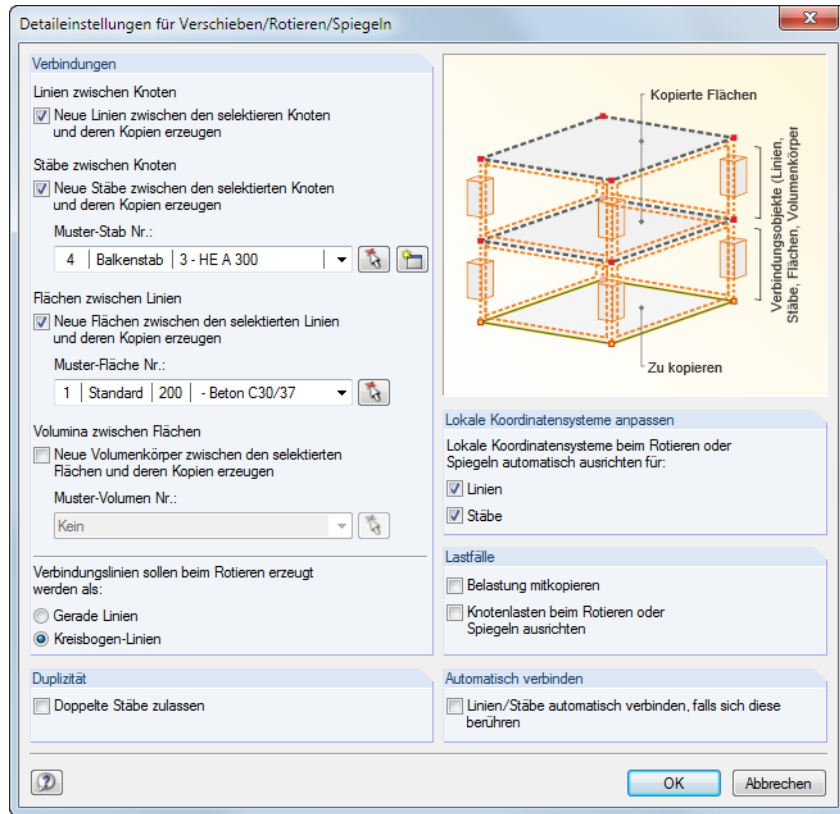 Detaileinstellungen für Verschieben/Rotieren/Spiegeln
Verbindungen
Linien zwischen Knoten
Neue Linien zwischen den selektieren Knoten
und deren Kopien erzeugen
Stäbe zwischen Knoten
Neue Stäbe zwischen den selektierten Knoten
und deren Kopien erzeugen
Muster-Stab Nr.:
4 | Balkenstab | 3 - HE A 300
Flächen zwischen Linien
Neue Flächen zwischen den selektierten Linien
und deren Kopien erzeugen
Muster-Fläche Nr.:
1 | Standard | 200 | - Beton C30/37
Volumina zwischen Flächen
Neue Volumenkörper zwischen den selektierten
Flächen und deren Kopien erzeugen
Muster-Volumen Nr.:
Kein
Verbindungslinien sollen beim Rotieren erzeugt
werden als:
Gerade Linien
Kreisbogen-Linien
Duplizität
Doppelte Stäbe zulassen
Kopierte Flächen
Verbindungsobjekte (Linien,
Stäbe, Flächen, Volumenkörper
Zu kopieren
Lokale Koordinatensysteme anpassen
Lokale Koordinatensysteme beim Rotieren oder
Spiegeln automatisch ausrichten für:
Linien
Stäbe
Lastfälle
Belastung mitkopieren
Knotenlasten beim Rotieren oder
Spiegeln ausrichten
Automatisch verbinden
Linien/Stäbe automatisch verbinden, falls sich diese
berühren
OK
Abbrechen